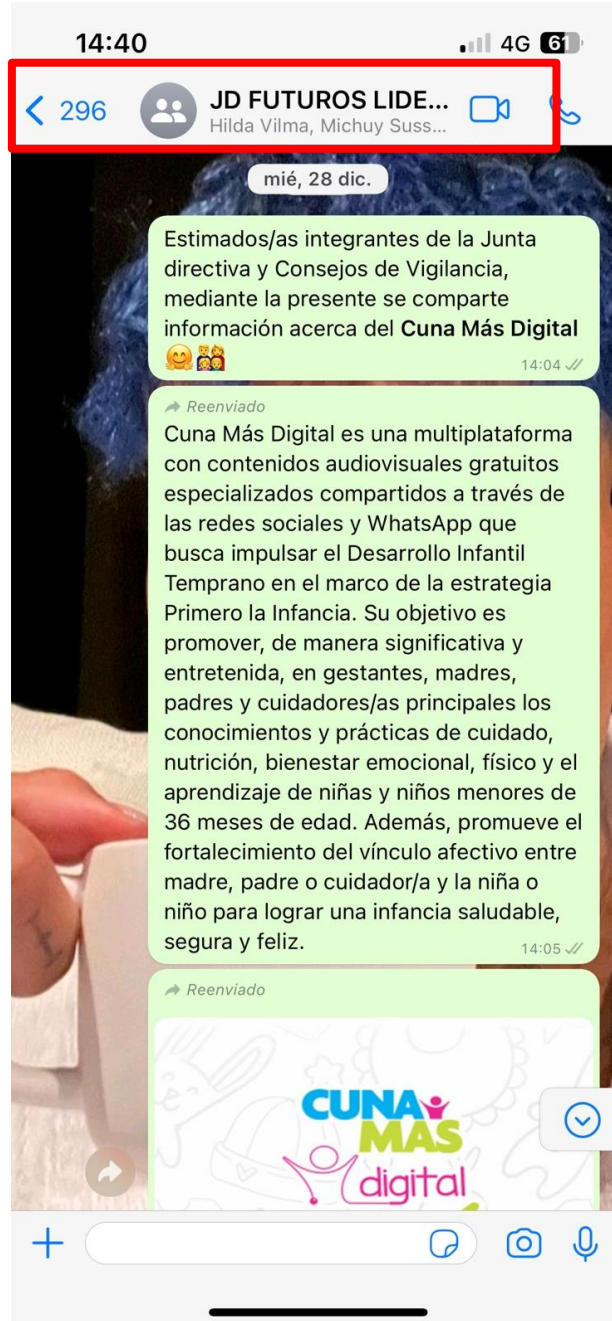 14:40
4G 61
296
JD FUTUROS LIDE...
Hilda Vilma, Michuy Suss...
mié, 28 dic.
Estimados/as integrantes de la Junta
directiva y Consejos de Vigilancia,
mediante la presente se comparte
información acerca del Cuna Más Digital
🤗👨‍👩‍👧‍👦
14:04
Reenviado
Cuna Más Digital es una multiplataforma
con contenidos audiovisuales gratuitos
especializados compartidos a través de
las redes sociales y WhatsApp que
busca impulsar el Desarrollo Infantil
Temprano en el marco de la estrategia
Primero la Infancia. Su objetivo es
promover, de manera significativa y
entretenida, en gestantes, madres,
padres y cuidadores/as principales los
conocimientos y prácticas de cuidado,
nutrición, bienestar emocional, físico y el
aprendizaje de niñas y niños menores de
36 meses de edad. Además, promueve el
fortalecimiento del vínculo afectivo entre
madre, padre o cuidador/a y la niña o
niño para lograr una infancia saludable,
segura y feliz.
14:05
Reenviado
CUNA
MAS
digital